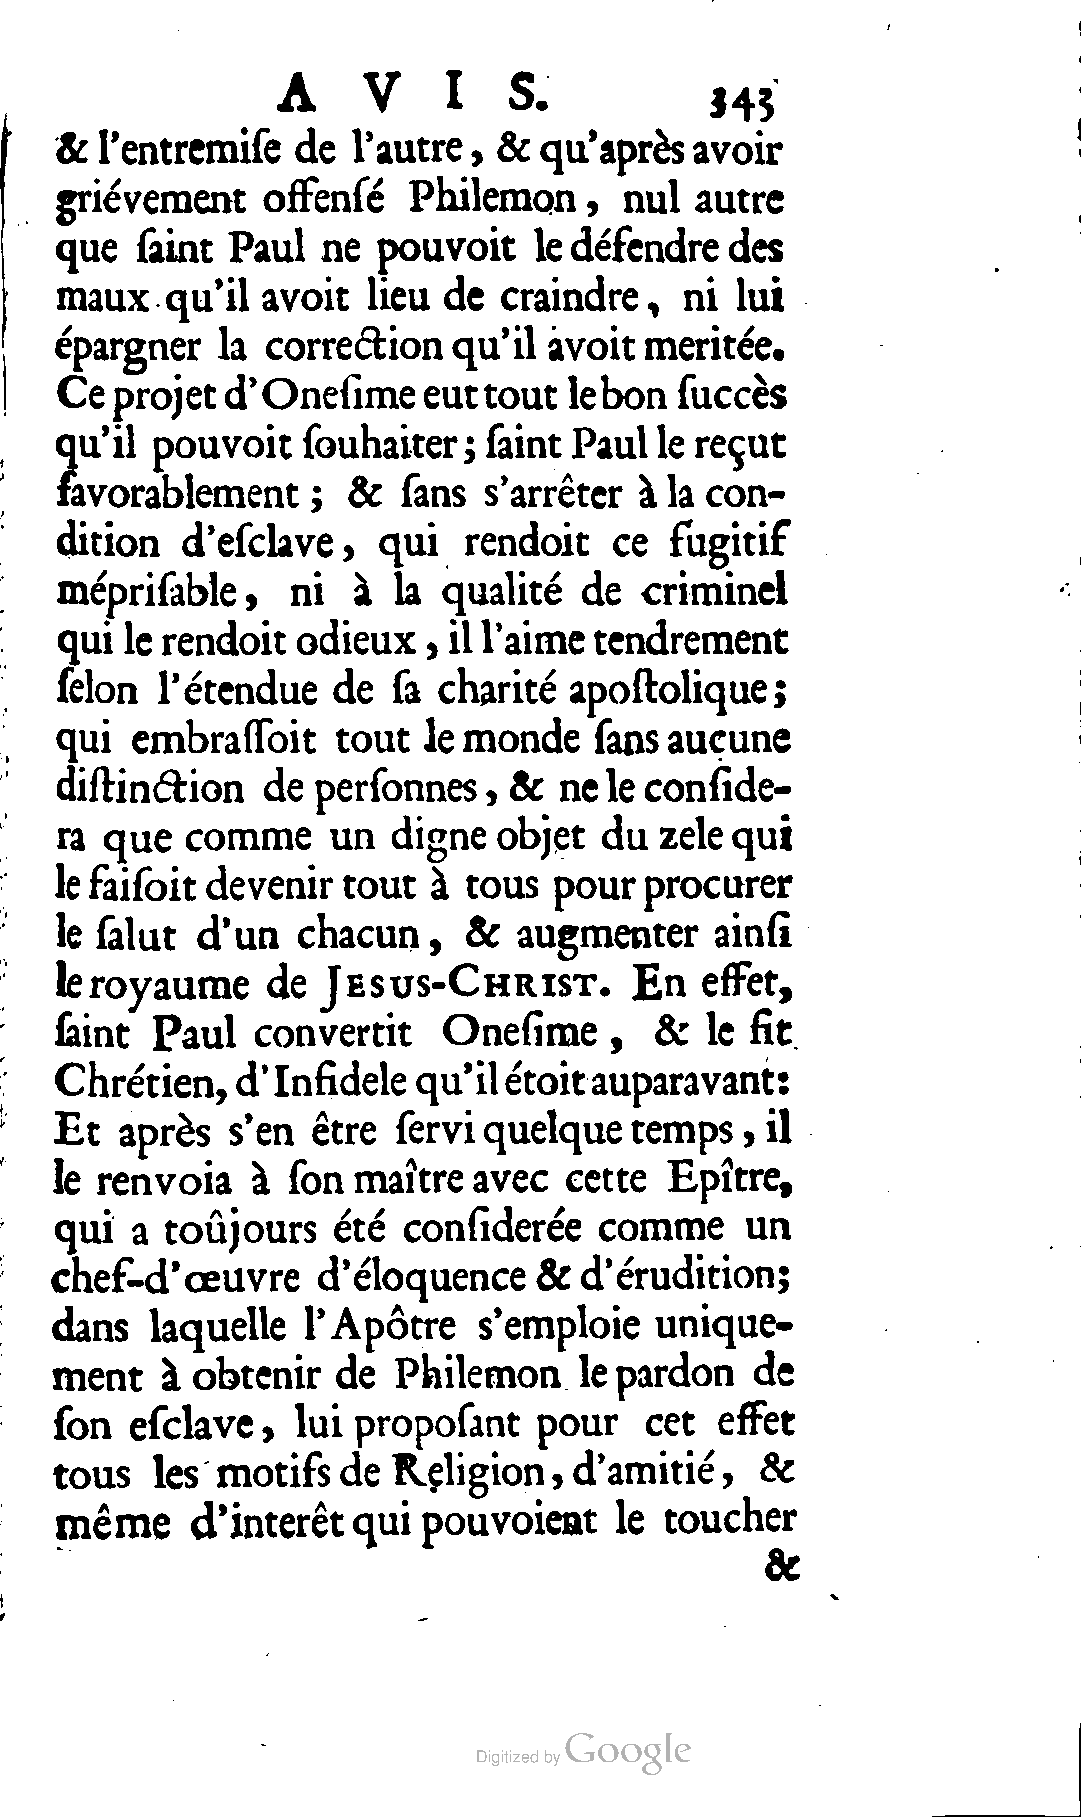 AVIS. 343
& l'entremiſe de l'autre, & qu'après avoir
griévement offenſé Philemon, nul autre
que ſaint Paul ne pouvoit le défendre des
maux qu'il avoit lieu de craindre, ni lui
épargner la correction qu'il avoit meritée.
Ce projet d'Oneſime eut tout le bon ſuccès
qu'il pouvoit ſouhaiter; ſaint Paul le reçut
favorablement; & ſans s'arrêter à la con-
dition d'eſclave, qui rendoit ce fugitif
mépriſable, ni à la qualité de criminel
qui le rendoit odieux, il l'aime tendrement
ſelon l'étendue de ſa charité apoſtolique;
qui embraſſoit tout le monde ſans aucune
diſtinction de perſonnes, & ne le conſide-
ra que comme un digne objet du zele qui
le faiſoit devenir tout à tous pour procurer
le ſalut d'un chacun, & augmenter ainſi
le royaume de JESUS-CHRIST. En effet,
ſaint Paul convertit Oneſime, & le fit
Chrétien, d'Infidele qu'il étoit auparavant:
Et après s'en être ſervi quelque temps, il
le renvoia à ſon maître avec cette Epître,
qui a toûjours été conſiderée comme un
chef-d'œuvre d'éloquence & d'érudition;
dans laquelle l'Apôtre s'emploie unique-
ment à obtenir de Philemon le pardon de
ſon eſclave, lui propoſant pour cet effet
tous les motifs de Religion, d'amitié, &
même d'interêt qui pouvoient le toucher
&
Digitized by Google